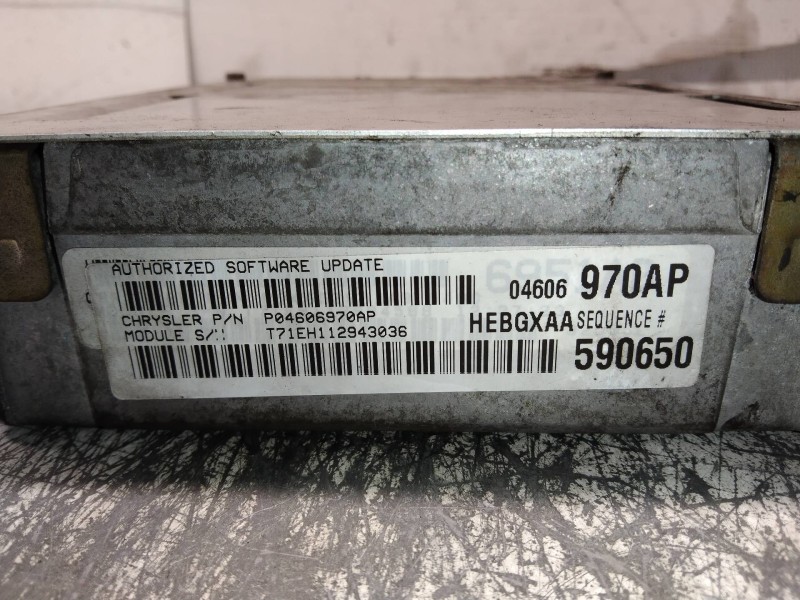 AUTHORIZED SOFTWARE UPDATE
04606 970AP
CHRYSLER P/N P04606970AP
HEBGXAA SEQUENCE #
MODULE S/N T71EH112943036
590650